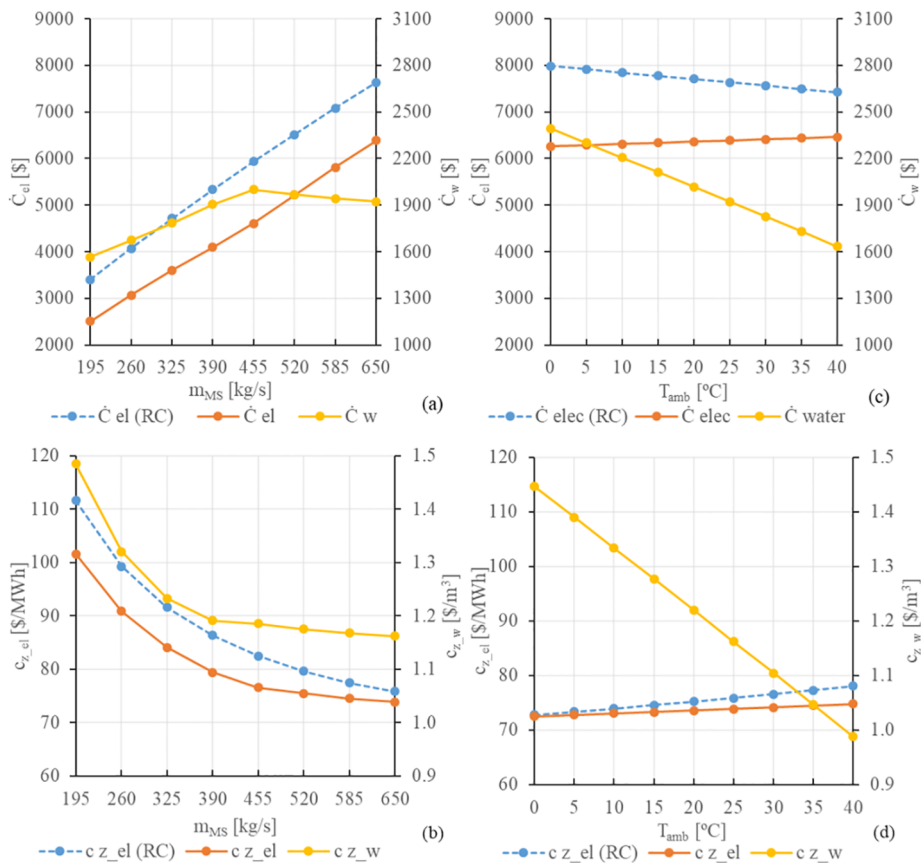 9000 3100
8000 2800
7000 2500
6000 2200
5000 1900
4000 1600
3000 1300
2000 1000
Ċel [$]
Ċw [$]
195 260 325 390 455 520 585 650
mMS [kg/s]
(a)
Ċ el (RC) Ċ el Ċ w
9000 3100
8000 2800
7000 2500
6000 2200
5000 1900
4000 1600
3000 1300
2000 1000
Ċel [$]
Ċw [$]
0 5 10 15 20 25 30 35 40
Tamb [ºC]
(c)
Ċ elec (RC) Ċ elec Ċ water
120 1.5
110 1.4
100 1.3
90 1.2
80 1.1
70 1.0
60 0.9
cz_el [$/MWh]
cz_w [$/m³]
195 260 325 390 455 520 585 650
mMS [kg/s]
(b)
c z_el (RC) c z_el c z_w
120 1.5
115 1.4
110 1.3
100 1.2
90 1.1
80 1.0
70 0.9
60
cz_el [$/MWh]
cz_w [$/m³]
0 5 10 15 20 25 30 35 40
Tamb [ºC]
(d)
c z_el (RC) c z_el c z_w